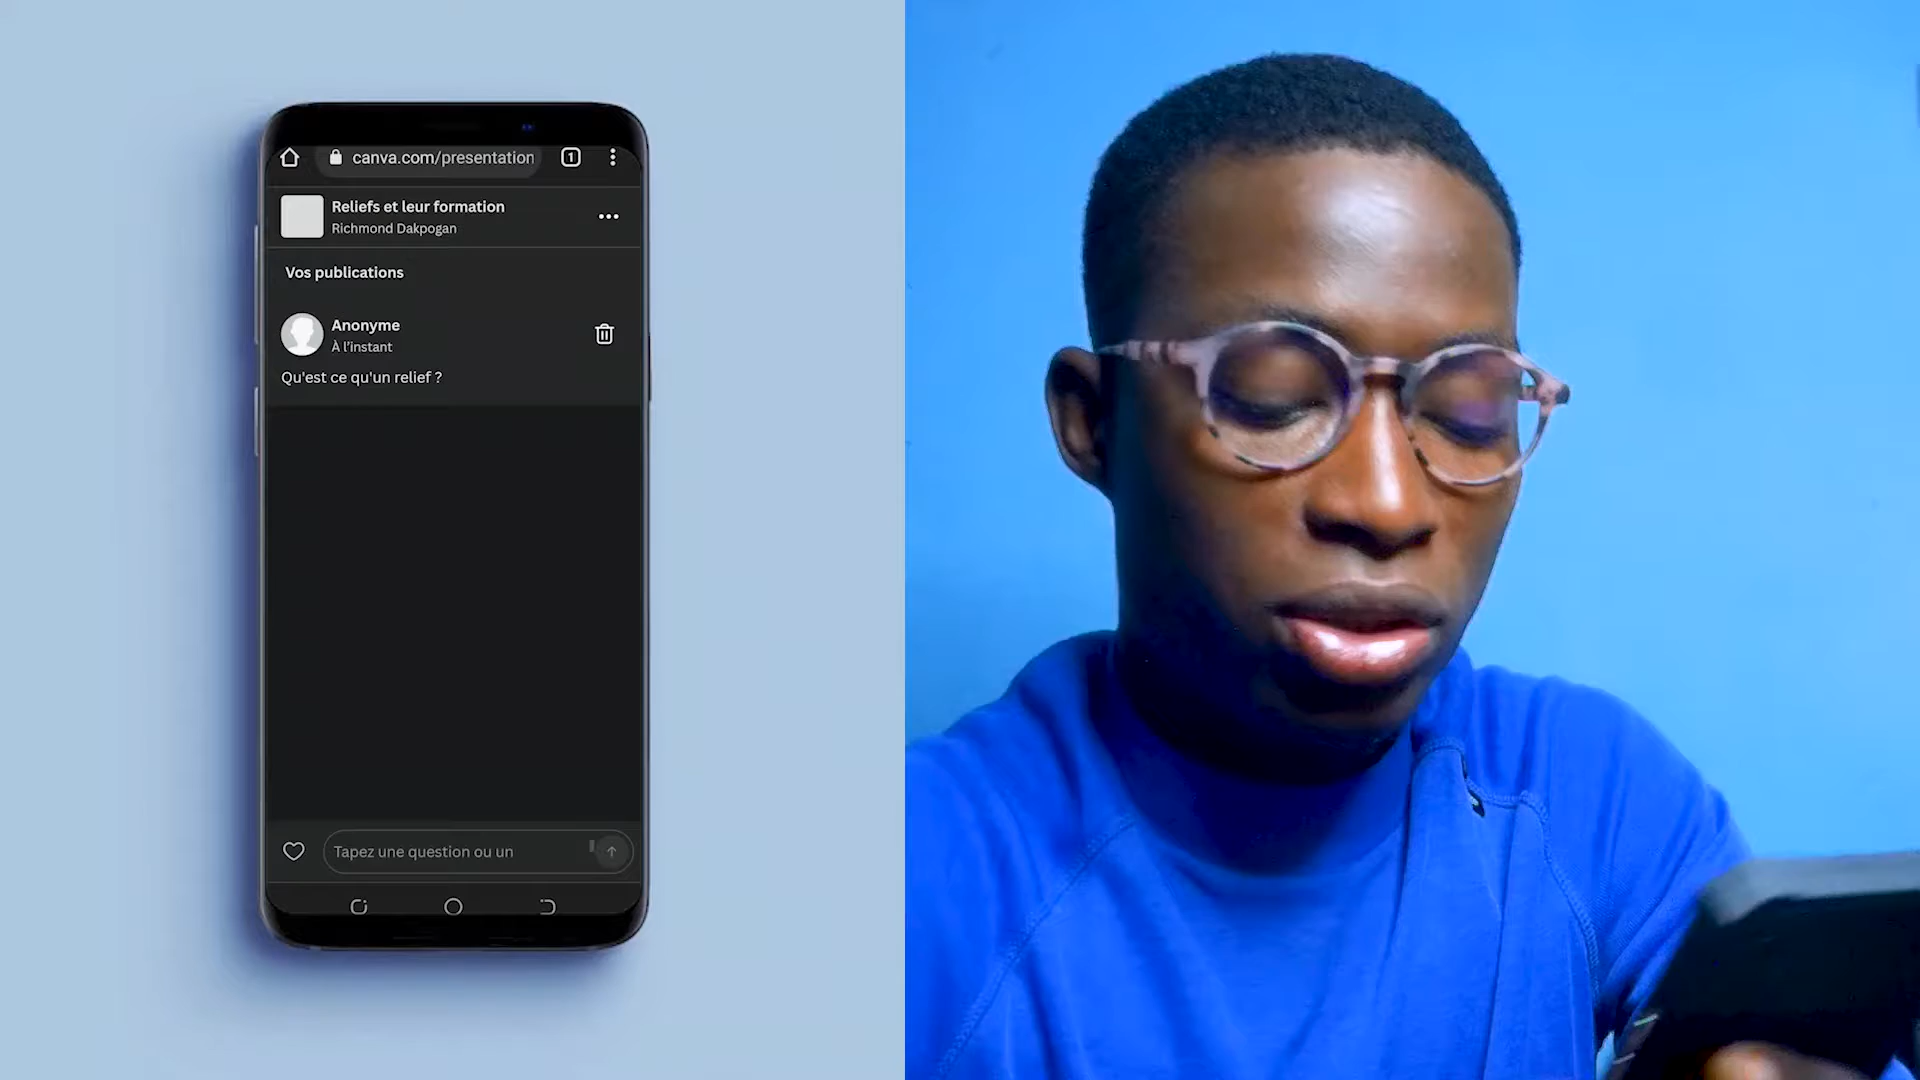 canva.com/presentation
1
Reliefs et leur formation
Richmond Dakpogan
Vos publications
Anonyme
À l'instant
Qu'est ce qu'un relief ?
Tapez une question ou un